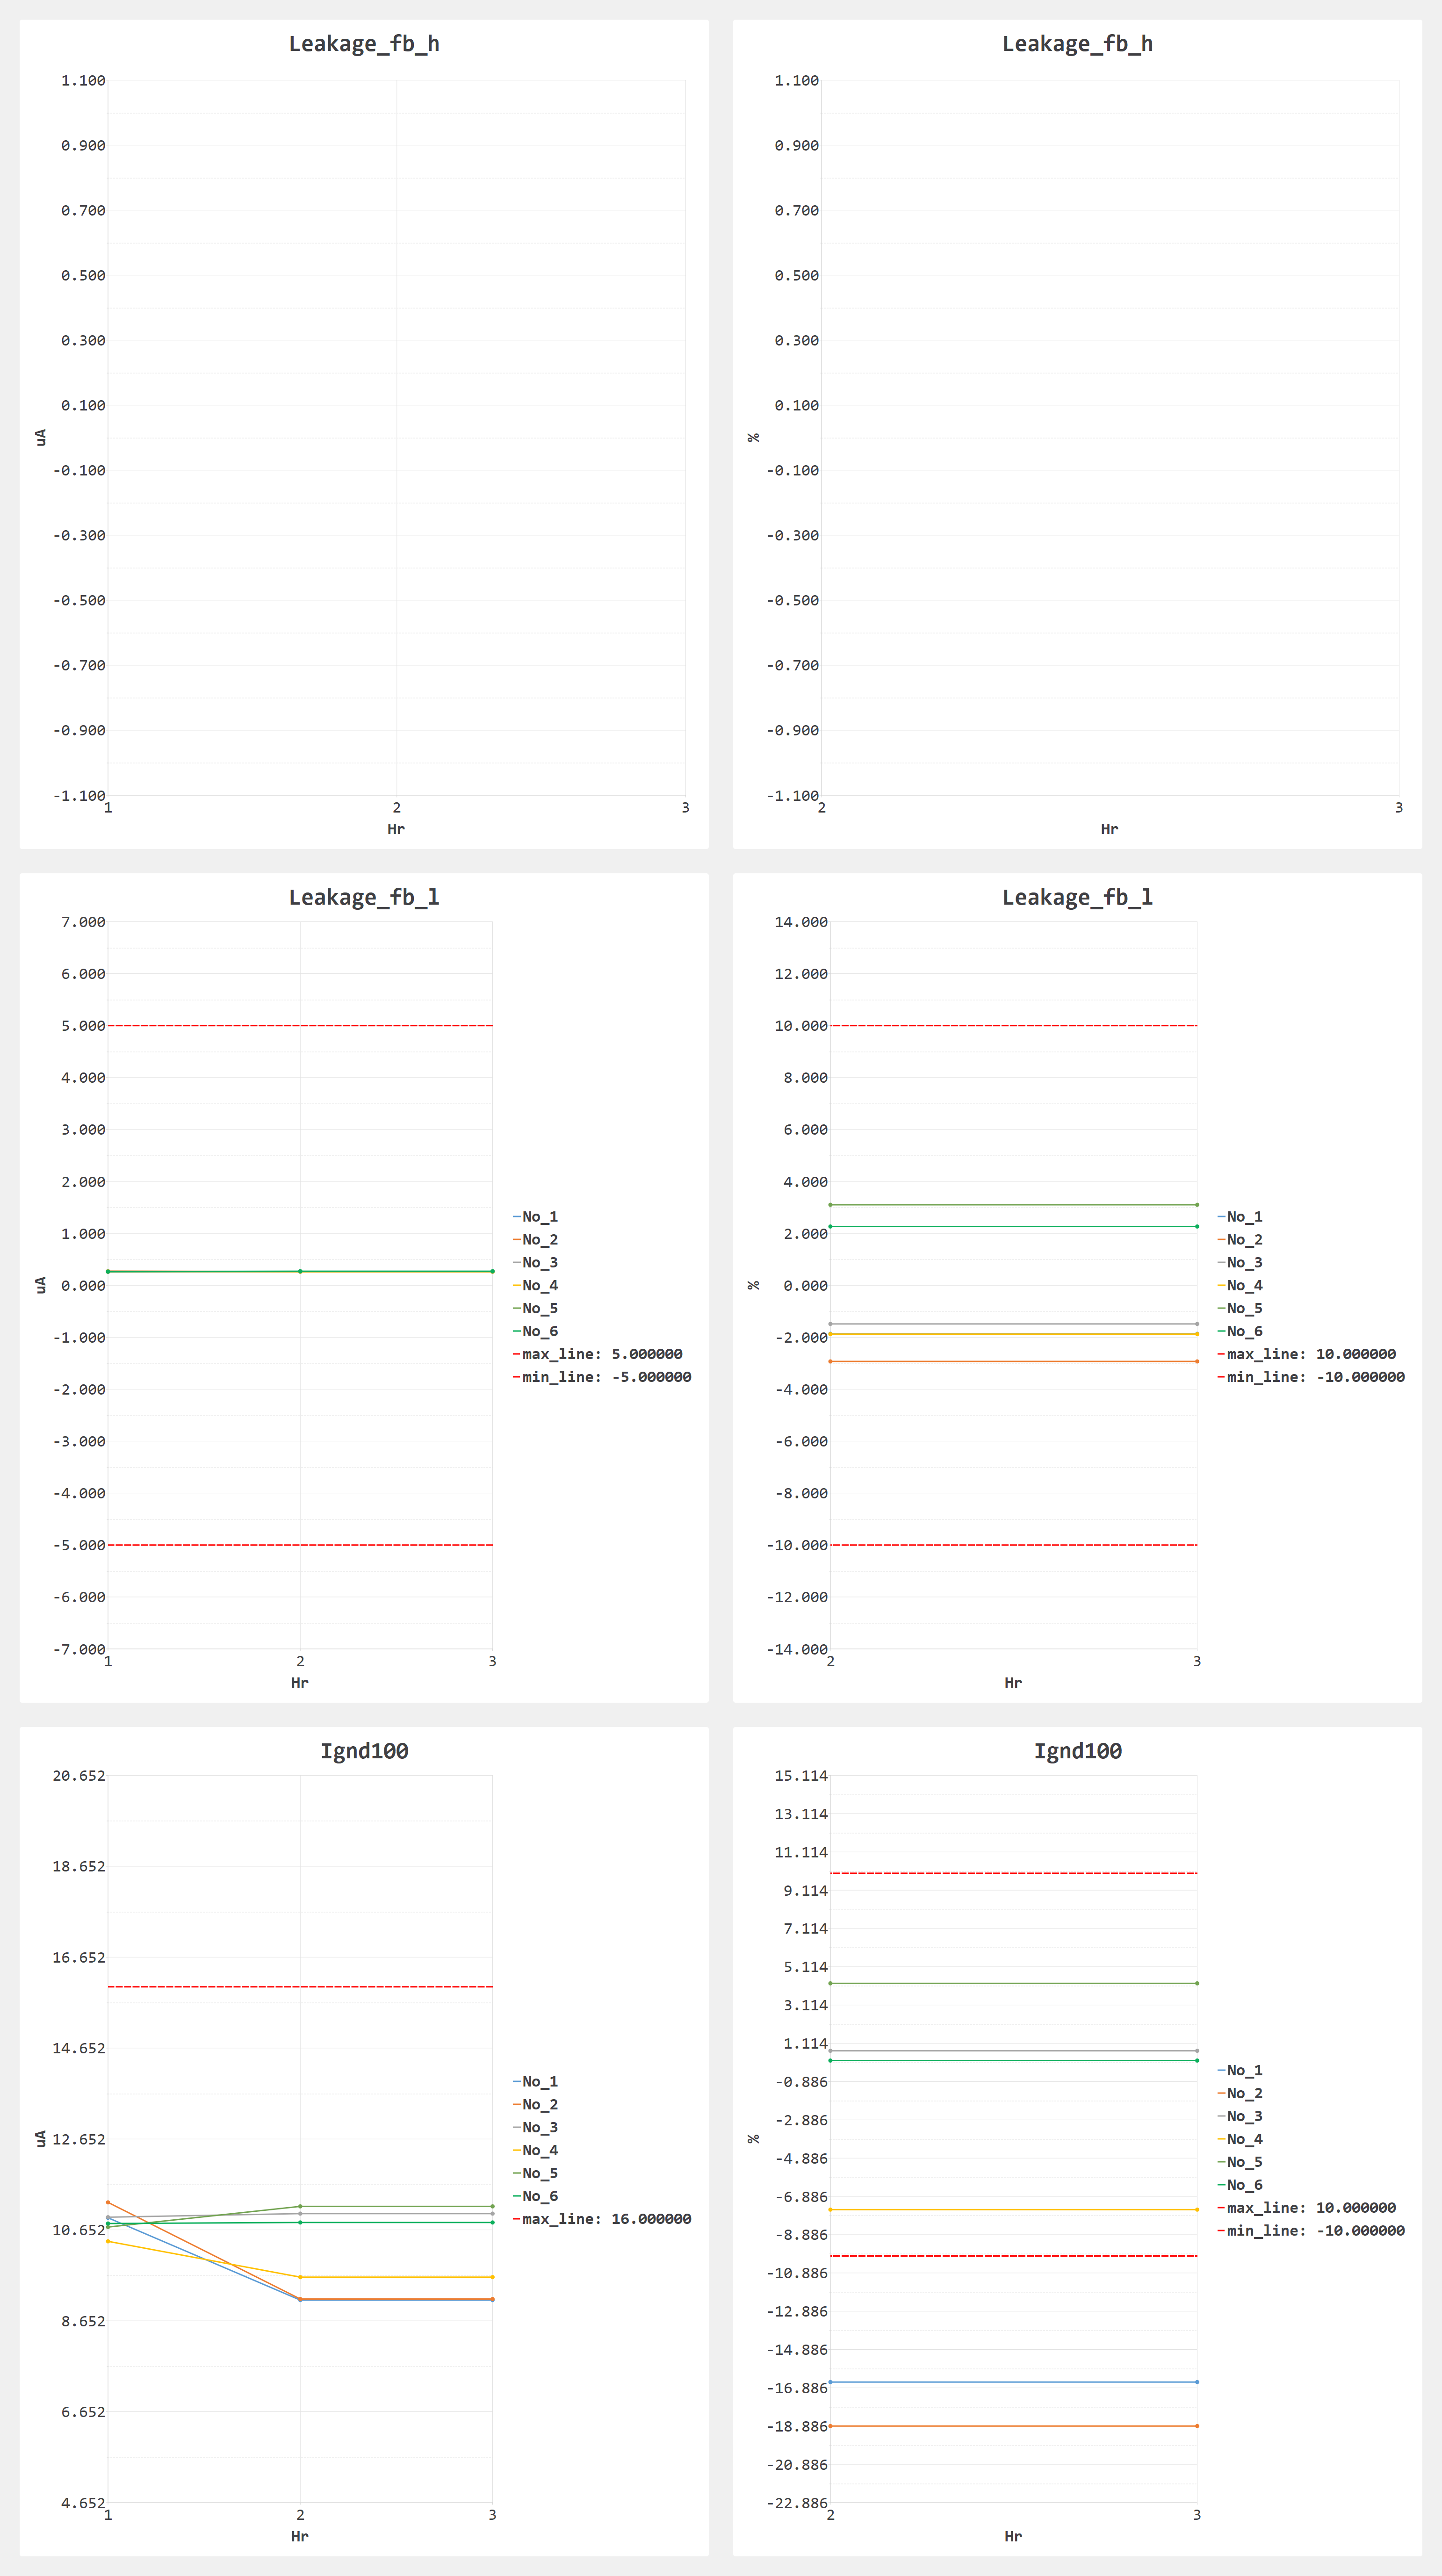 Leakage_fb_h
1.100
0.900
0.700
0.500
0.300
0.100
-0.100
-0.300
-0.500
-0.700
-0.900
-1.100
uA
1 2 3
Hr
Leakage_fb_h
1.100
0.900
0.700
0.500
0.300
0.100
-0.100
-0.300
-0.500
-0.700
-0.900
-1.100
%
2 3
Hr
Leakage_fb_l
7.000
6.000
5.000
4.000
3.000
2.000
1.000
0.000
-1.000
-2.000
-3.000
-4.000
-5.000
-6.000
-7.000
uA
1 2 3
Hr
No_1
No_2
No_3
No_4
No_5
No_6
max_line: 5.000000
min_line: -5.000000
Leakage_fb_l
14.000
12.000
10.000
8.000
6.000
4.000
2.000
0.000
-2.000
-4.000
-6.000
-8.000
-10.000
-12.000
-14.000
%
2 3
Hr
No_1
No_2
No_3
No_4
No_5
No_6
max_line: 10.000000
min_line: -10.000000
Ignd100
20.652
18.652
16.652
14.652
12.652
10.652
8.652
6.652
4.652
uA
1 2 3
Hr
No_1
No_2
No_3
No_4
No_5
No_6
max_line: 16.000000
Ignd100
15.114
13.114
11.114
9.114
7.114
5.114
3.114
1.114
-0.886
-2.886
-4.886
-6.886
-8.886
-10.886
-12.886
-14.886
-16.886
-18.886
-20.886
-22.886
%
2 3
Hr
No_1
No_2
No_3
No_4
No_5
No_6
max_line: 10.000000
min_line: -10.000000